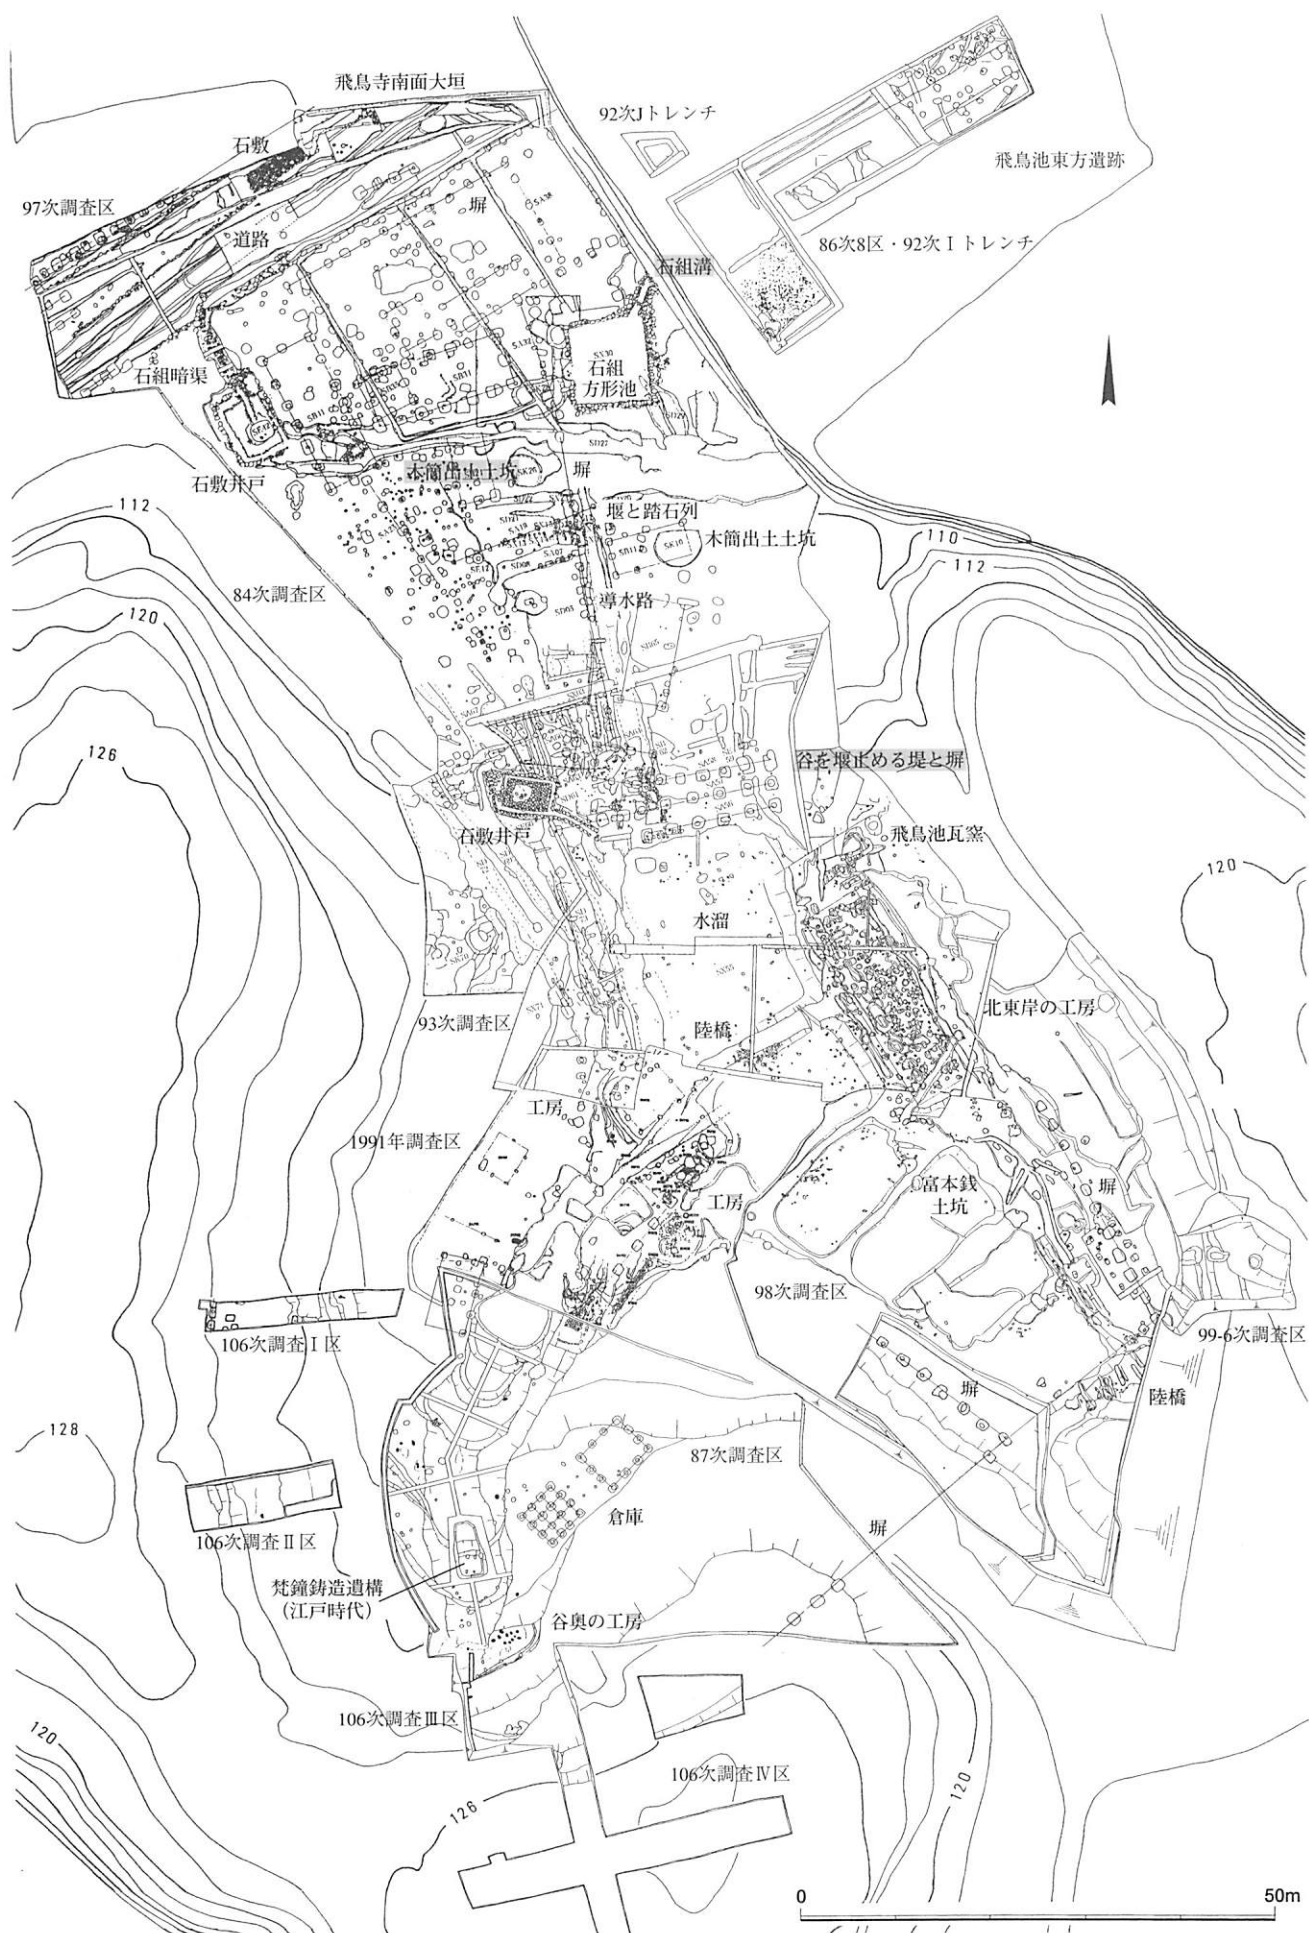 飛鳥寺南面大垣
92次Jトレンチ
石敷
飛鳥池東方遺跡
97次調査区
塀
SA38
道路
86次8区・92次Ⅰトレンチ
石組溝
石組暗渠
SX30
石組
方形池
SB11
SD27
石敷井戸
木簡出土土坑
SK26
塀
112
堰と踏石列
木簡出土土坑
SK10
110
112
84次調査区
120
導水路
126
谷を堰止める堤と塀
石敷井戸
飛鳥池瓦窯
120
水溜
93次調査区
陸橋
北東岸の工房
工房
1991年調査区
工房
富本銭
土坑
塀
98次調査区
99-6次調査区
106次調査Ⅰ区
塀
陸橋
128
87次調査区
倉庫
塀
106次調査Ⅱ区
梵鐘鋳造遺構
(江戸時代)
谷奥の工房
106次調査Ⅲ区
120
106次調査Ⅳ区
126
120
0
50m